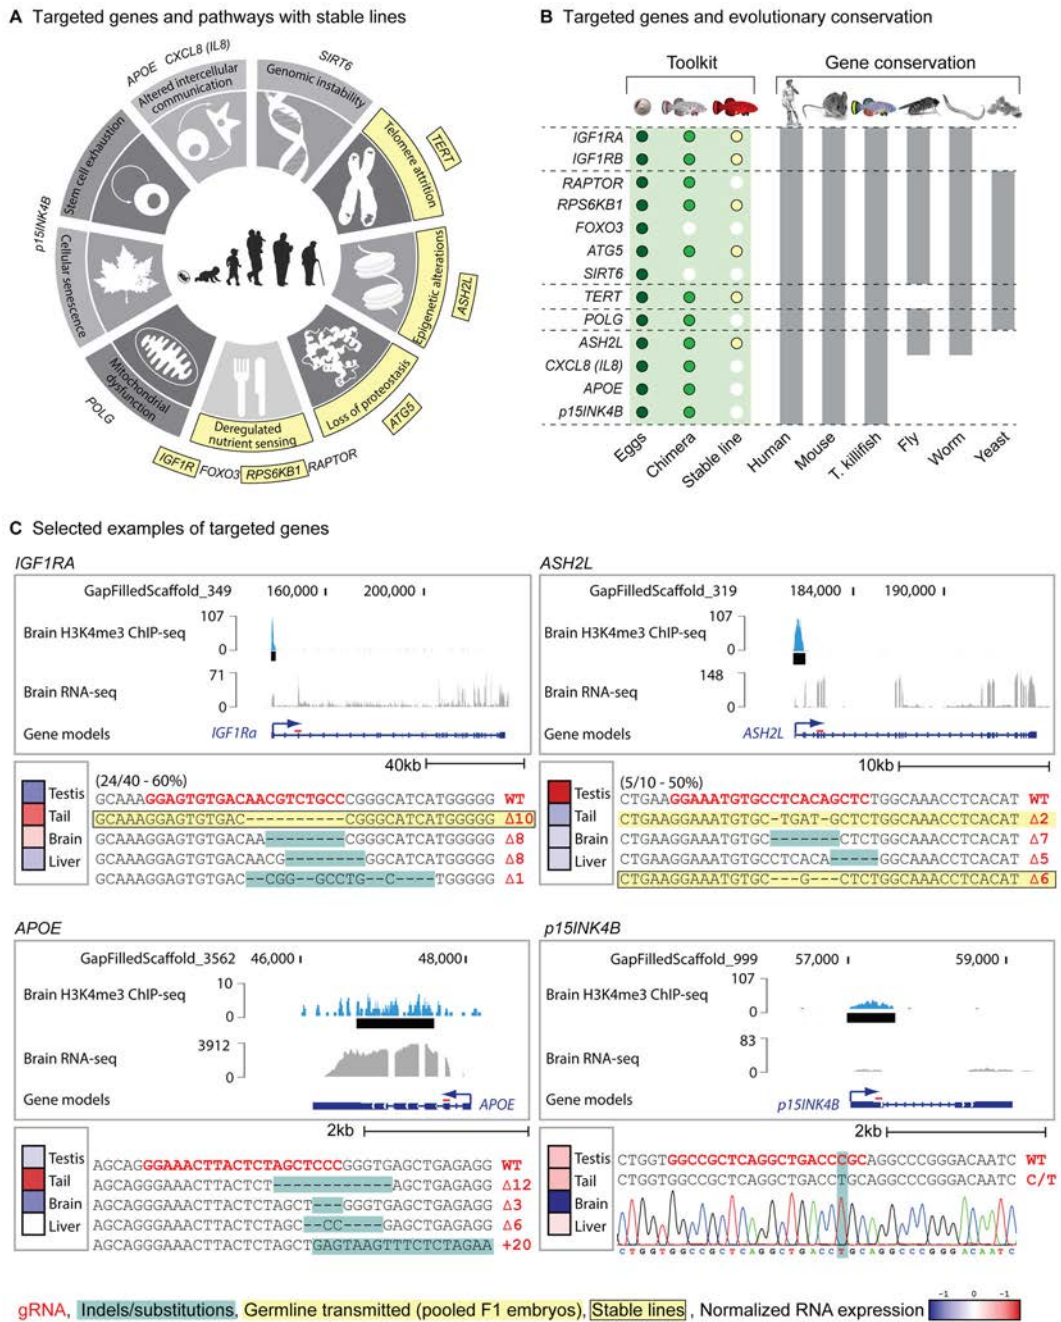 A Targeted genes and pathways with stable lines
APOE CXCL8 (IL8)
SIRT6
Altered intercellular communication
Genomic instability
Telomere attrition
TERT
Epigenetic alterations
ASH2L
Loss of proteostasis
ATG5
Deregulated nutrient sensing
IGF1R FOXO3 RPS6KB1 RAPTOR
Mitochondrial dysfunction
POLG
Cellular senescence
p15INK4B
Stem cell exhaustion
B Targeted genes and evolutionary conservation
Toolkit Gene conservation
IGF1RA
IGF1RB
RAPTOR
RPS6KB1
FOXO3
ATG5
SIRT6
TERT
POLG
ASH2L
CXCL8 (IL8)
APOE
p15INK4B
Eggs Chimera Stable line Human Mouse T. killifish Fly Worm Yeast
C Selected examples of targeted genes
IGF1RA
GapFilledScaffold_349 160,000 200,000
107
Brain H3K4me3 ChIP-seq
0
71
Brain RNA-seq
0
Gene models IGF1Ra
40kb
Testis
Tail
Brain
Liver
(24/40 - 60%)
GCAAAGGAGTGTGACAACGTCTGCCCGGGCATCATGGGGG WT
GCAAAGGAGTGTGAC----------CGGGCATCATGGGGG Δ10
GCAAAGGAGTGTGACAA--------CGGGCATCATGGGGG Δ8
GCAAAGGAGTGTGACAACG--------GGCATCATGGGGG Δ8
GCAAAGGAGTGTGAC--CGG--GCCTG--C----TGGGGG Δ1
ASH2L
GapFilledScaffold_319 184,000 190,000
107
Brain H3K4me3 ChIP-seq
0
148
Brain RNA-seq
0
Gene models ASH2L
10kb
Testis
Tail
Brain
Liver
(5/10 - 50%)
CTGAAGGAAATGTGCCTCACAGCTCTGGCAAACCTCACAT WT
CTGAAGGAAATGTGC-TGAT-GCTCTGGCAAACCTCACAT Δ2
CTGAAGGAAATGTGC-------CTCTGGCAAACCTCACAT Δ7
CTGAAGGAAATGTGCCTCACA-----GGCAAACCTCACAT Δ5
CTGAAGGAAATGTGC---G---CTCTGGCAAACCTCACAT Δ6
APOE
GapFilledScaffold_3562 46,000 48,000
10
Brain H3K4me3 ChIP-seq
0
3912
Brain RNA-seq
0
Gene models APOE
2kb
Testis
Tail
Brain
Liver
AGCAGGGAAACTTACTCTAGCTCCCGGGTGAGCTGAGAGG WT
AGCAGGGAAACTTACTCT------------AGCTGAGAGG Δ12
AGCAGGGAAACTTACTCTAGCT---GGGTGAGCTGAGAGG Δ3
AGCAGGGAAACTTACTCTAGC--CC----GAGCTGAGAGG Δ6
AGCAGGGAAACTTACTCTAGCTGAGTAAGTTTCTCTAGAA +20
p15INK4B
GapFilledScaffold_999 57,000 59,000
107
Brain H3K4me3 ChIP-seq
0
83
Brain RNA-seq
0
Gene models p15INK4B
2kb
Testis
Tail
Brain
Liver
CTGGTGGCCGCTCAGGCTGACCCGCAGGCCCGGGACAATC WT
CTGGTGGCCGCTCAGGCTGACCTGCAGGCCCGGGACAATC C/T
CTGGTGGCCGCTCAGGCTGACCTGCAGGCCCGGGACAATC
gRNA, Indels/substitutions, Germline transmitted (pooled F1 embryos), Stable lines , Normalized RNA expression −1 0 −1